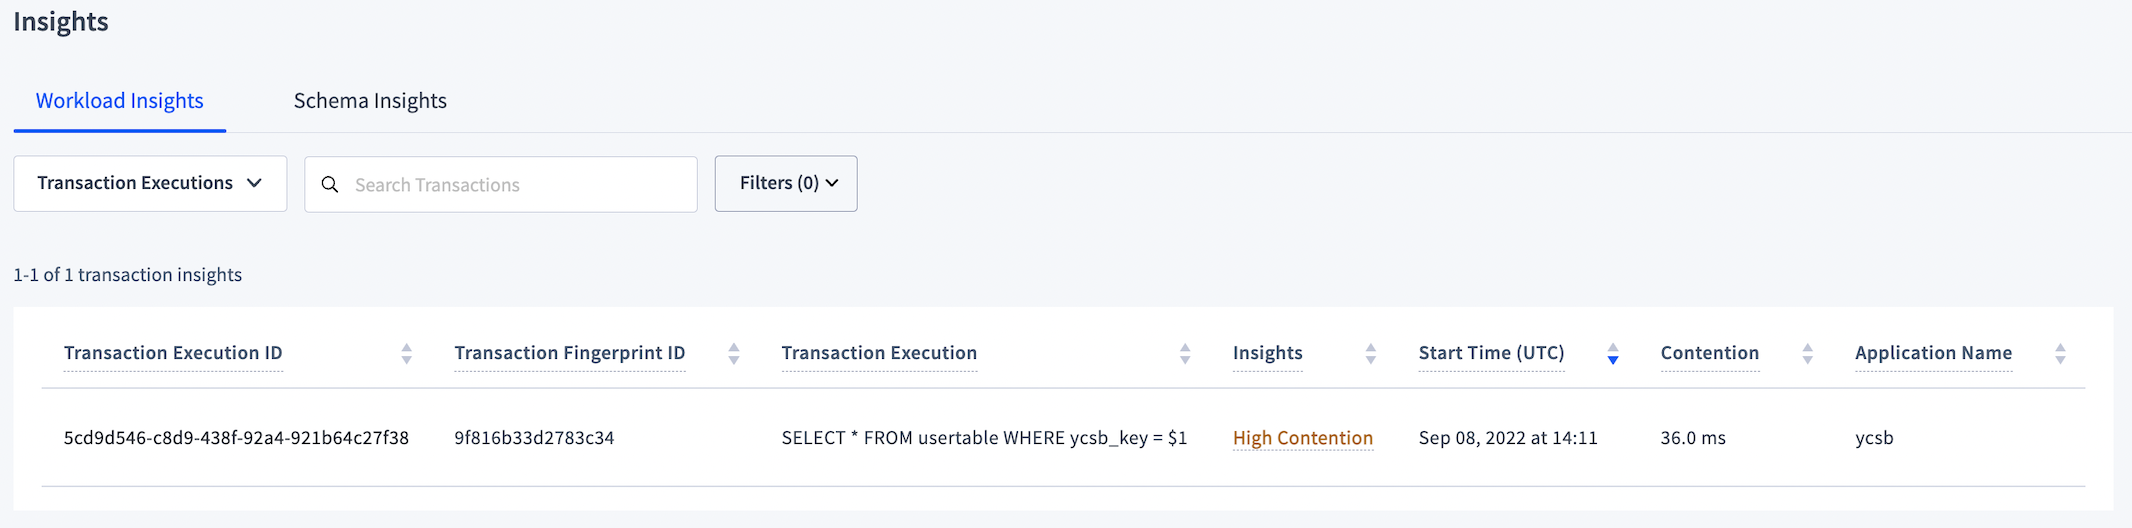 Insights
Workload Insights Schema Insights
Transaction Executions Search Transactions Filters (0)
1-1 of 1 transaction insights
Transaction Execution ID Transaction Fingerprint ID Transaction Execution Insights Start Time (UTC) Contention Application Name
5cd9d546-c8d9-438f-92a4-921b64c27f38 9f816b33d2783c34 SELECT * FROM usertable WHERE ycsb_key = $1 High Contention Sep 08, 2022 at 14:11 36.0 ms ycsb